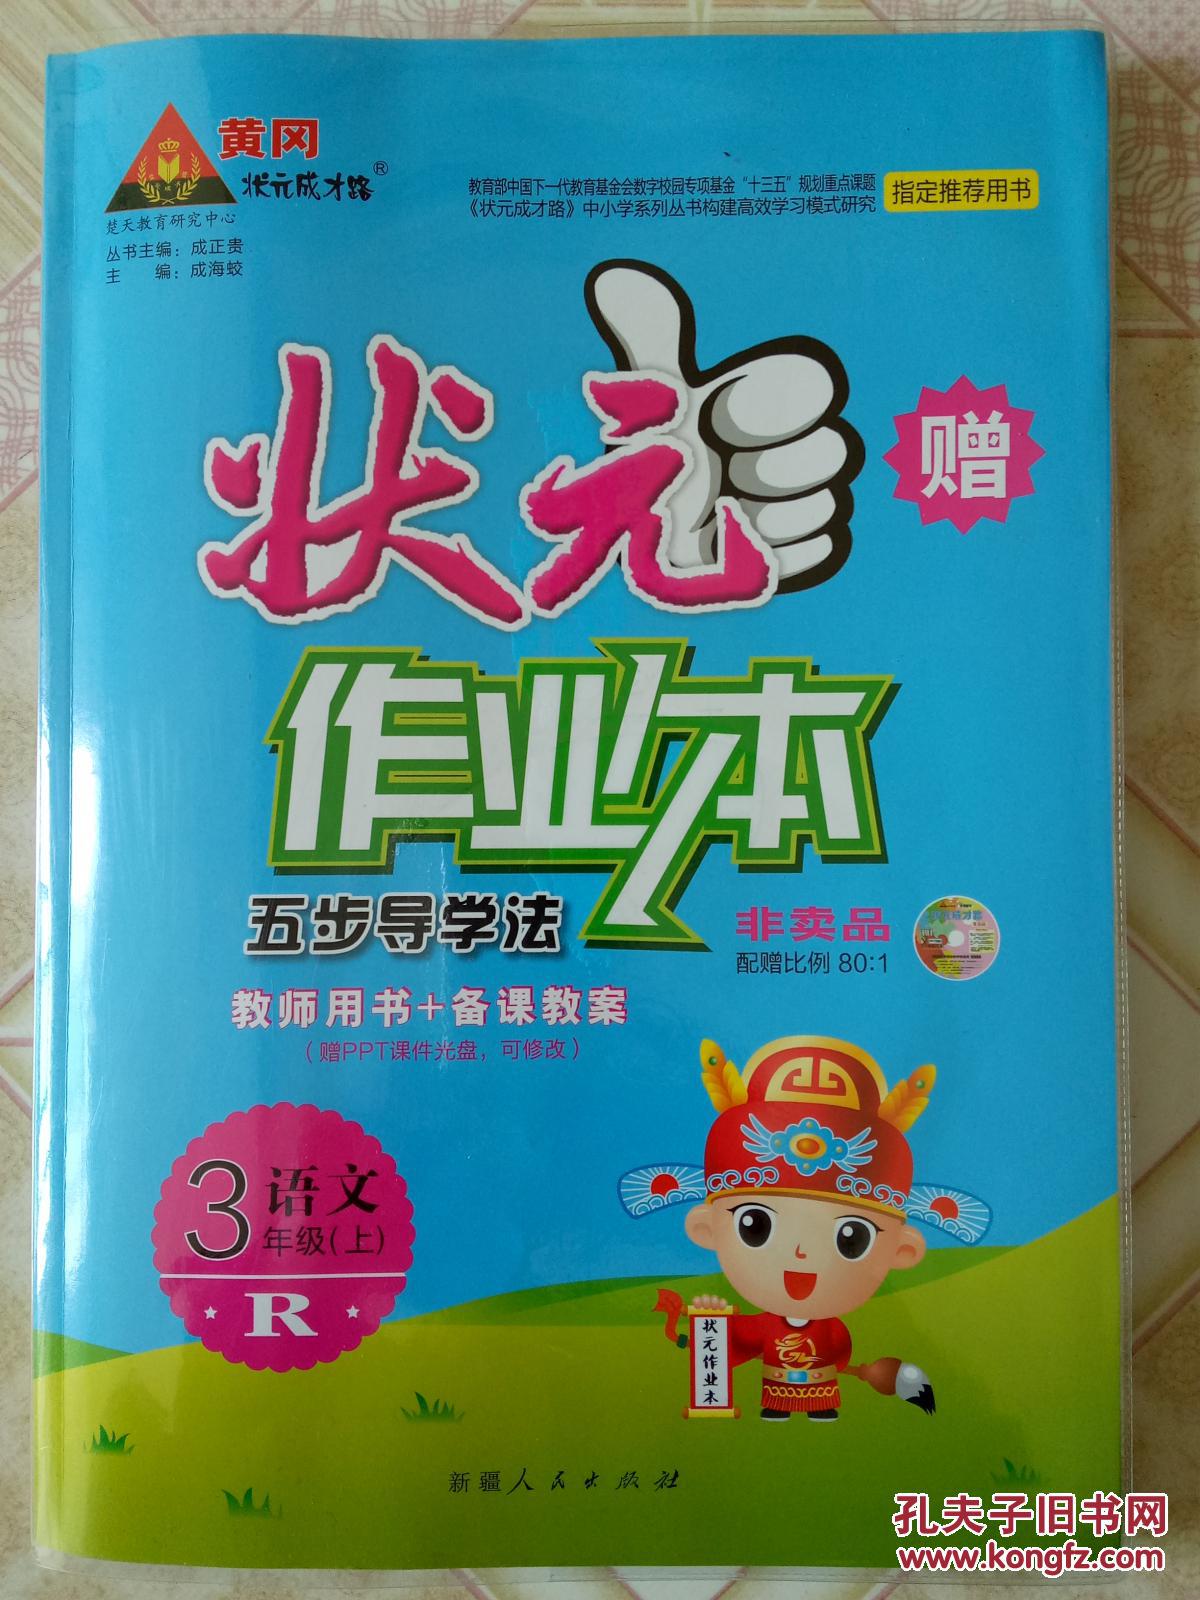 黄冈
状元成才路®
楚天教育研究中心
丛书主编：成正贵
主　　编：成海蛟
教育部中国下一代教育基金会数字校园专项基金“十三五”规划重点课题
《状元成才路》中小学系列丛书构建高效学习模式研究
指定推荐用书
状元
赠
作业本
五步导学法
非卖品
配赠比例 80:1
教师用书+备课教案
（赠PPT课件光盘，可修改）
3 语文
年级（上）
R
状元作业本
新疆人民出版社
孔夫子旧书网
www.kongfz.com